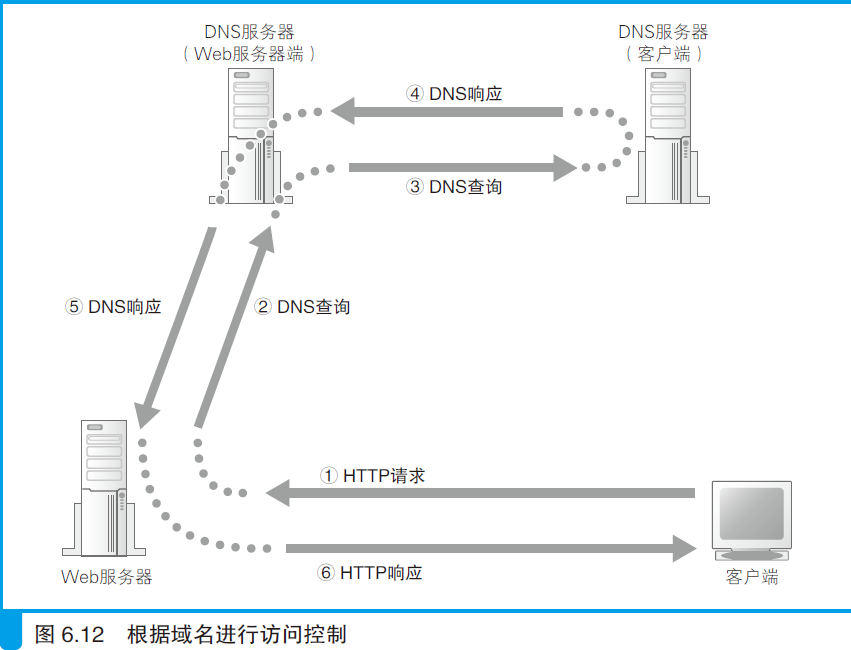 DNS服务器
（Web服务器端）
DNS服务器
（客户端）
④ DNS响应
③ DNS查询
⑤ DNS响应
② DNS查询
① HTTP请求
⑥ HTTP响应
Web服务器
客户端
图 6.12 根据域名进行访问控制